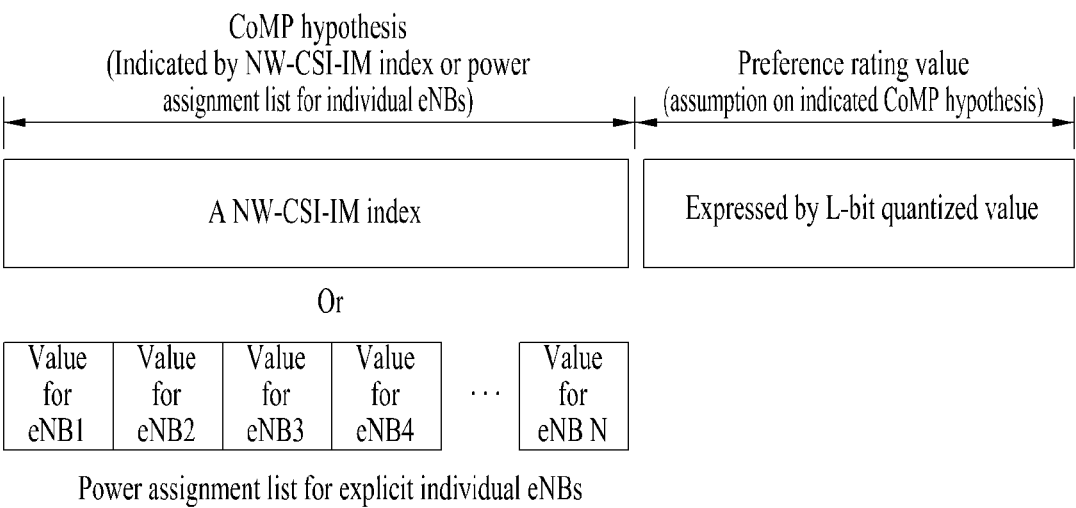 CoMP hypothesis
(Indicated by NW-CSI-IM index or power
assignment list for individual eNBs)
Preference rating value
(assumption on indicated CoMP hypothesis)
A NW-CSI-IM index
Expressed by L-bit quantized value
Or
Value for eNB1
Value for eNB2
Value for eNB3
Value for eNB4
...
Value for eNB N
Power assignment list for explicit individual eNBs